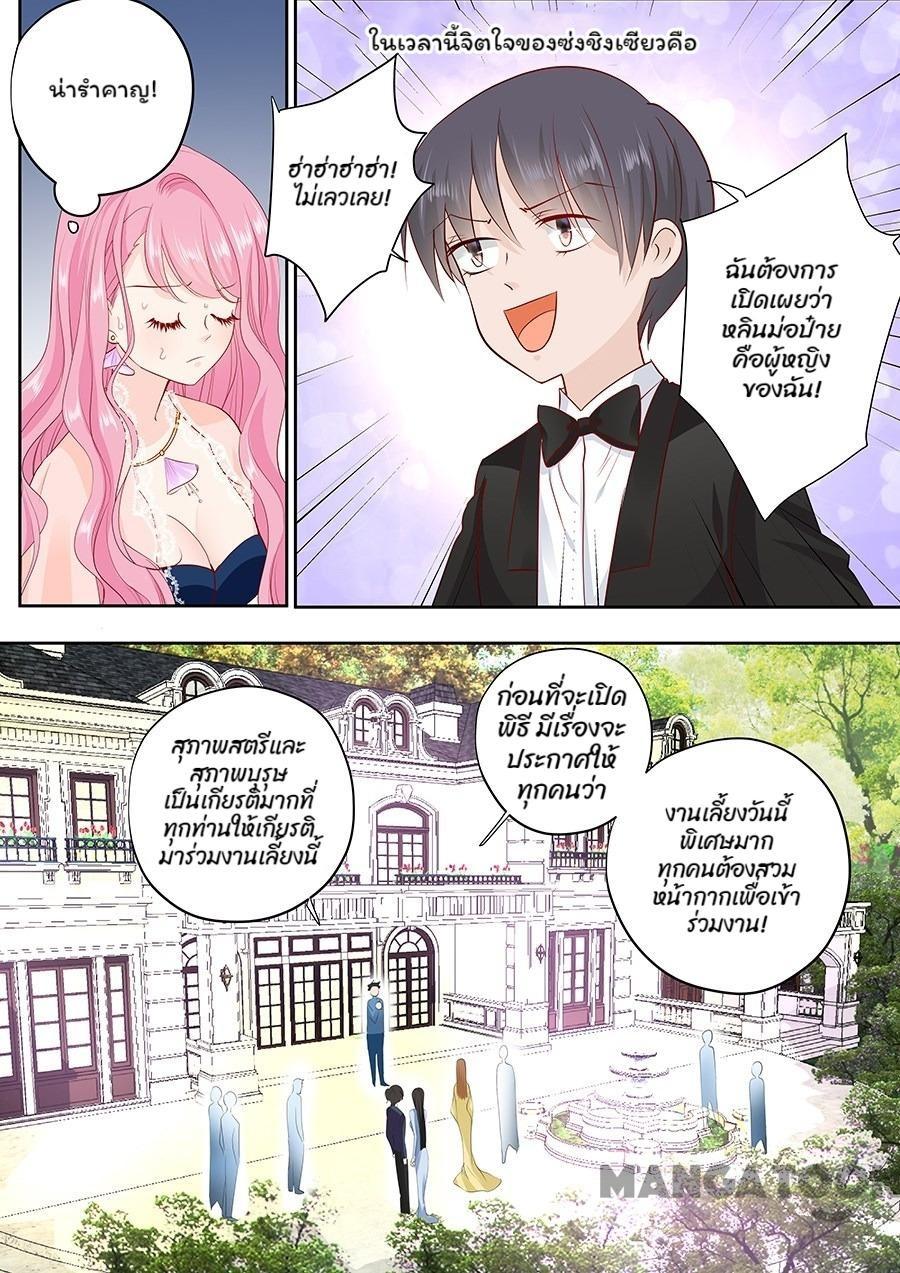 น่ารำคาญ!
ในเวลานี้จิตใจของซ่งชิงเซียวคือ
ฮ่าฮ่าฮ่าฮ่า!
ไม่เลวเลย!
ฉันต้องการ
เปิดเผยว่า
หลินม่อป๋าย
คือผู้หญิง
ของฉัน!
สุภาพสตรีและ
สุภาพบุรุษ
เป็นเกียรติมากที่
ทุกท่านให้เกียรติ
มาร่วมงานเลี้ยงนี้
ก่อนที่จะเปิด
พิธี มีเรื่องจะ
ประกาศให้
ทุกคนว่า
งานเลี้ยงวันนี้
พิเศษมาก
ทุกคนต้องสวม
หน้ากากเพื่อเข้า
ร่วมงาน!
MANGATOON